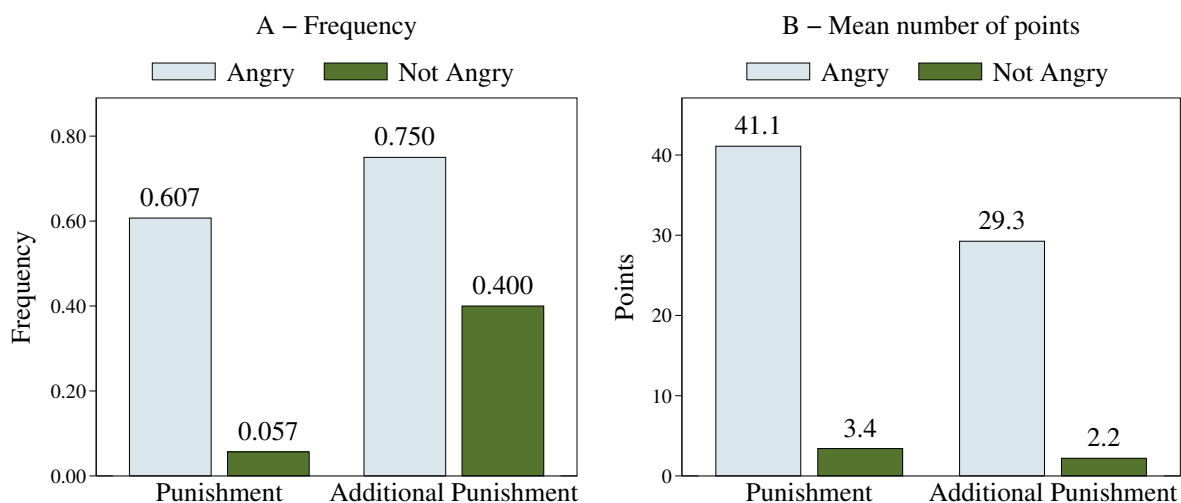 A – Frequency
Angry Not Angry
Frequency
0.80
0.60
0.40
0.20
0.00
0.607
0.057
0.750
0.400
Punishment Additional Punishment
B – Mean number of points
Angry Not Angry
Points
40
30
20
10
0
41.1
3.4
29.3
2.2
Punishment Additional Punishment